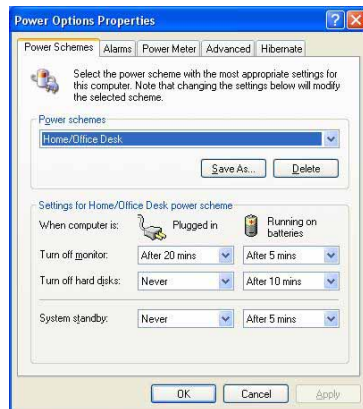 Power Options Properties
Power Schemes Alarms Power Meter Advanced Hibernate
Select the power scheme with the most appropriate settings for
this computer. Note that changing the settings below will modify
the selected scheme.
Power schemes
Home/Office Desk
Save As... Delete
Settings for Home/Office Desk power scheme
When computer is: Plugged in Running on
batteries
Turn off monitor: After 20 mins After 5 mins
Turn off hard disks: Never After 10 mins
System standby: Never After 5 mins
OK Cancel Apply